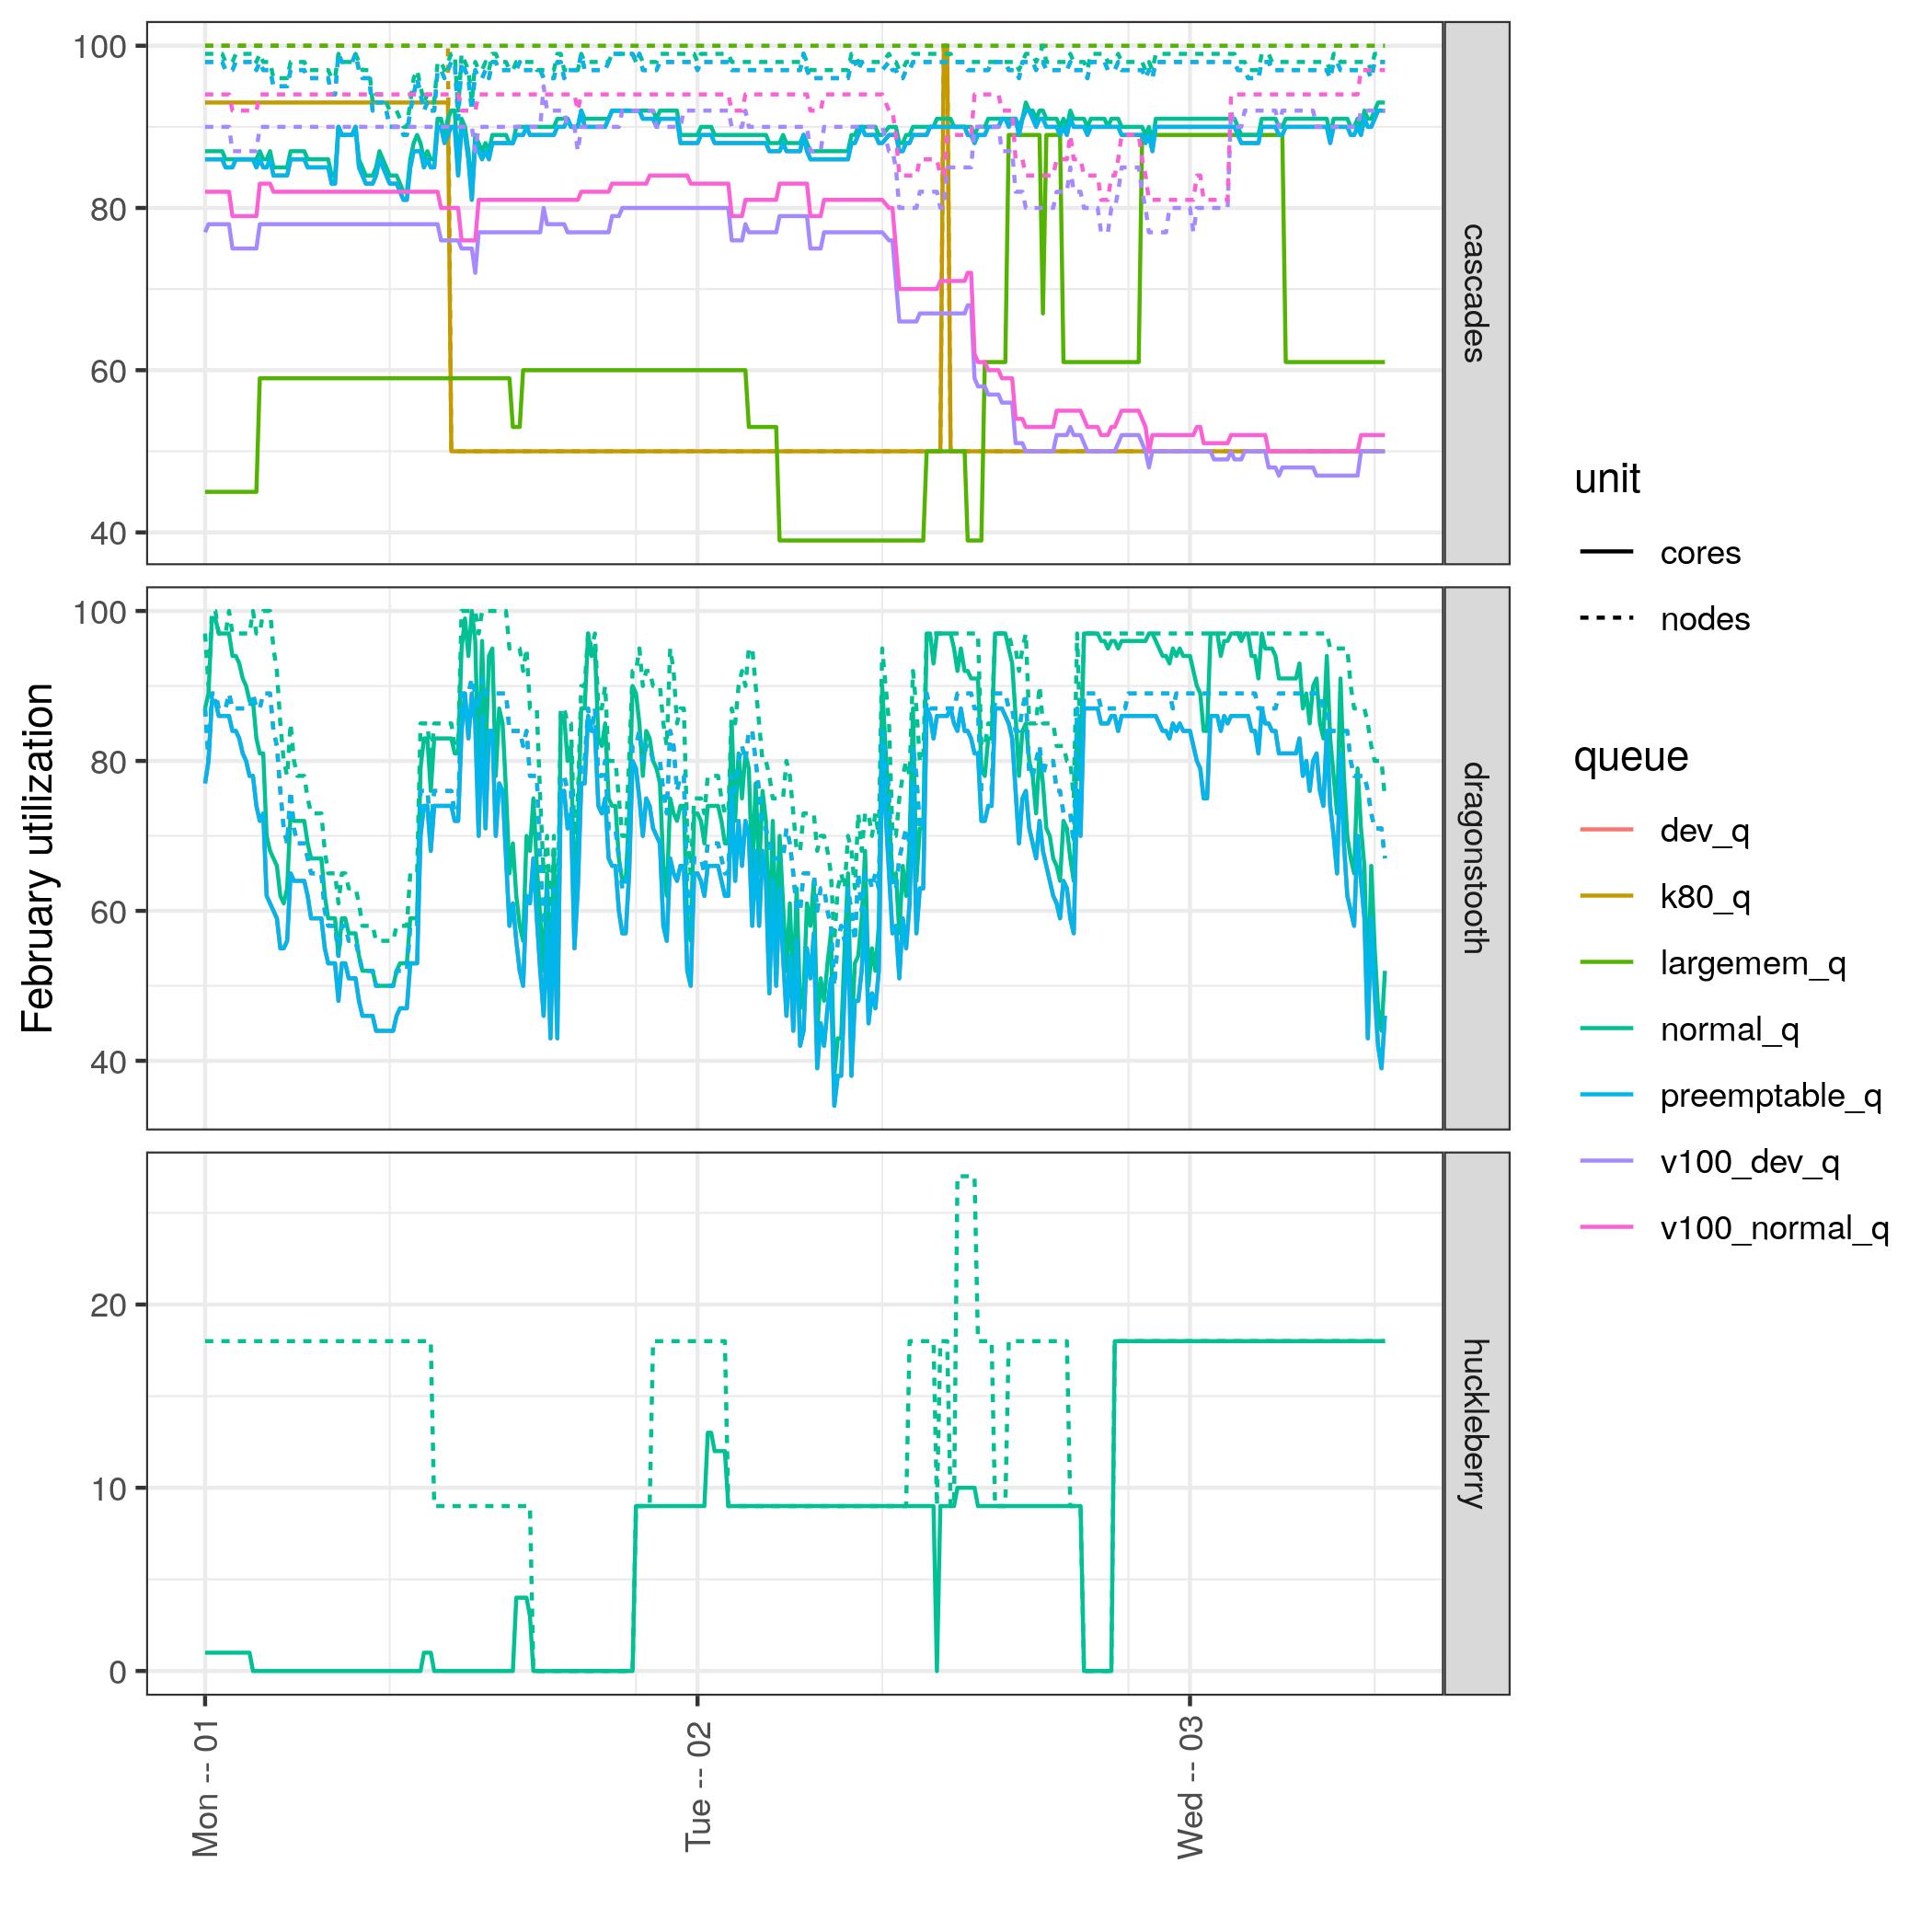 February utilization
100
80
60
40
cascades
100
80
60
40
dragonstooth
20
10
0
huckleberry
Mon -- 01
Tue -- 02
Wed -- 03
unit
cores
nodes
queue
dev_q
k80_q
largemem_q
normal_q
preemptable_q
v100_dev_q
v100_normal_q